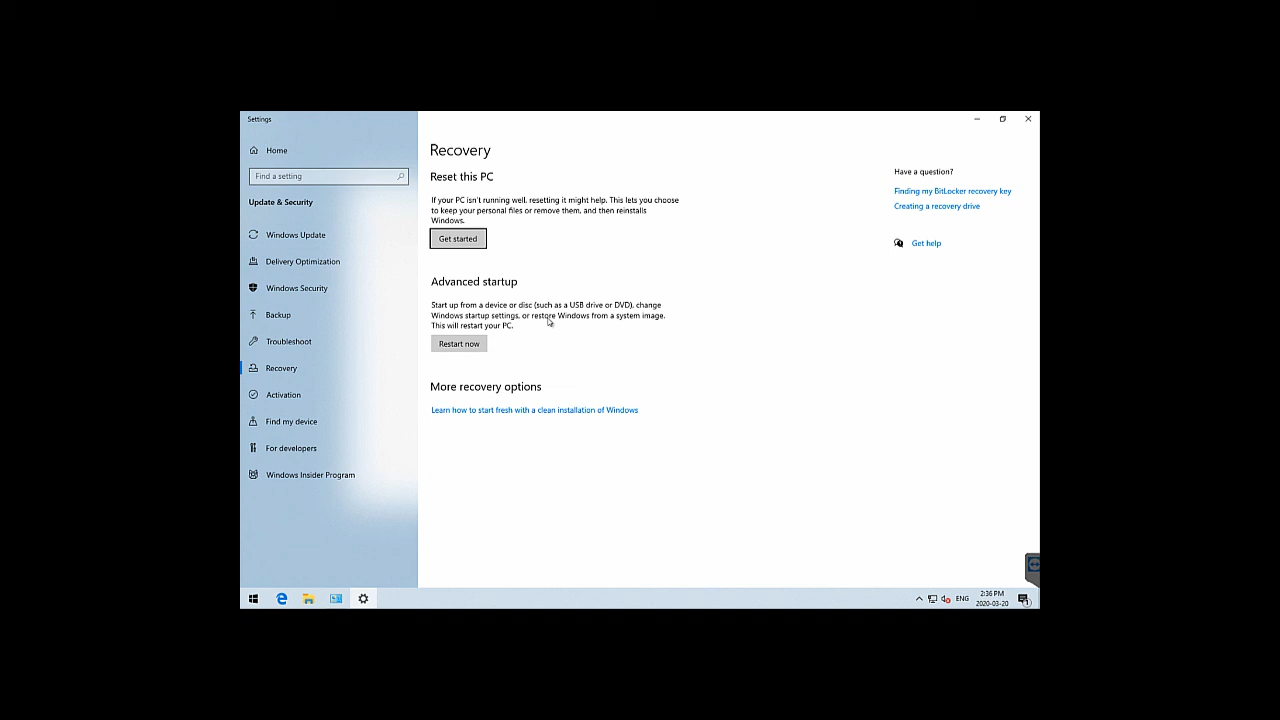 Settings
Home
Find a setting
Update & Security
Windows Update
Delivery Optimization
Windows Security
Backup
Troubleshoot
Recovery
Activation
Find my device
For developers
Windows Insider Program
Recovery
Reset this PC
If your PC isn't running well, resetting it might help. This lets you choose
to keep your personal files or remove them, and then reinstalls
Windows.
Get started
Advanced startup
Start up from a device or disc (such as a USB drive or DVD), change
Windows startup settings, or restore Windows from a system image.
This will restart your PC.
Restart now
More recovery options
Learn how to start fresh with a clean installation of Windows
Have a question?
Finding my BitLocker recovery key
Creating a recovery drive
Get help
ENG
2:36 PM
2020-03-20
1